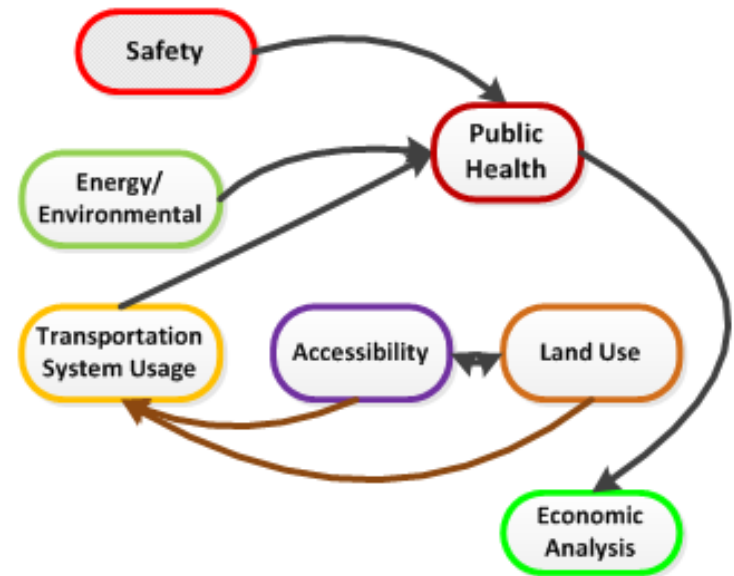 Safety
Public
Health
Energy/
Environmental
Transportation
System Usage
Accessibility
Land Use
Economic
Analysis